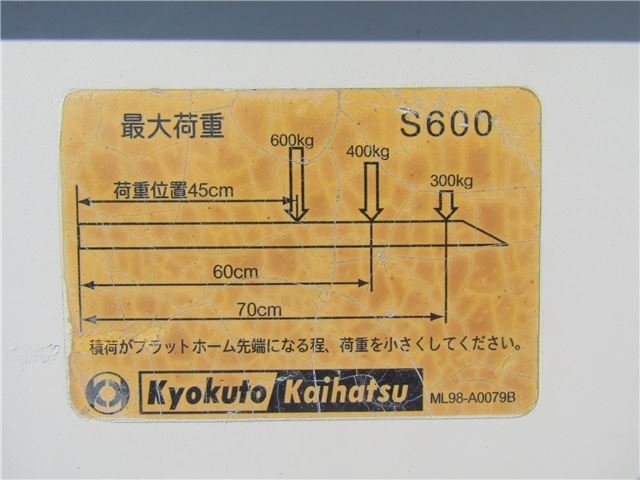 最大荷重 S600
600kg
400kg
300kg
荷重位置45cm
60cm
70cm
積荷がプラットホーム先端になる程、荷重を小さくしてください。
Kyokuto Kaihatsu ML98-A0079B